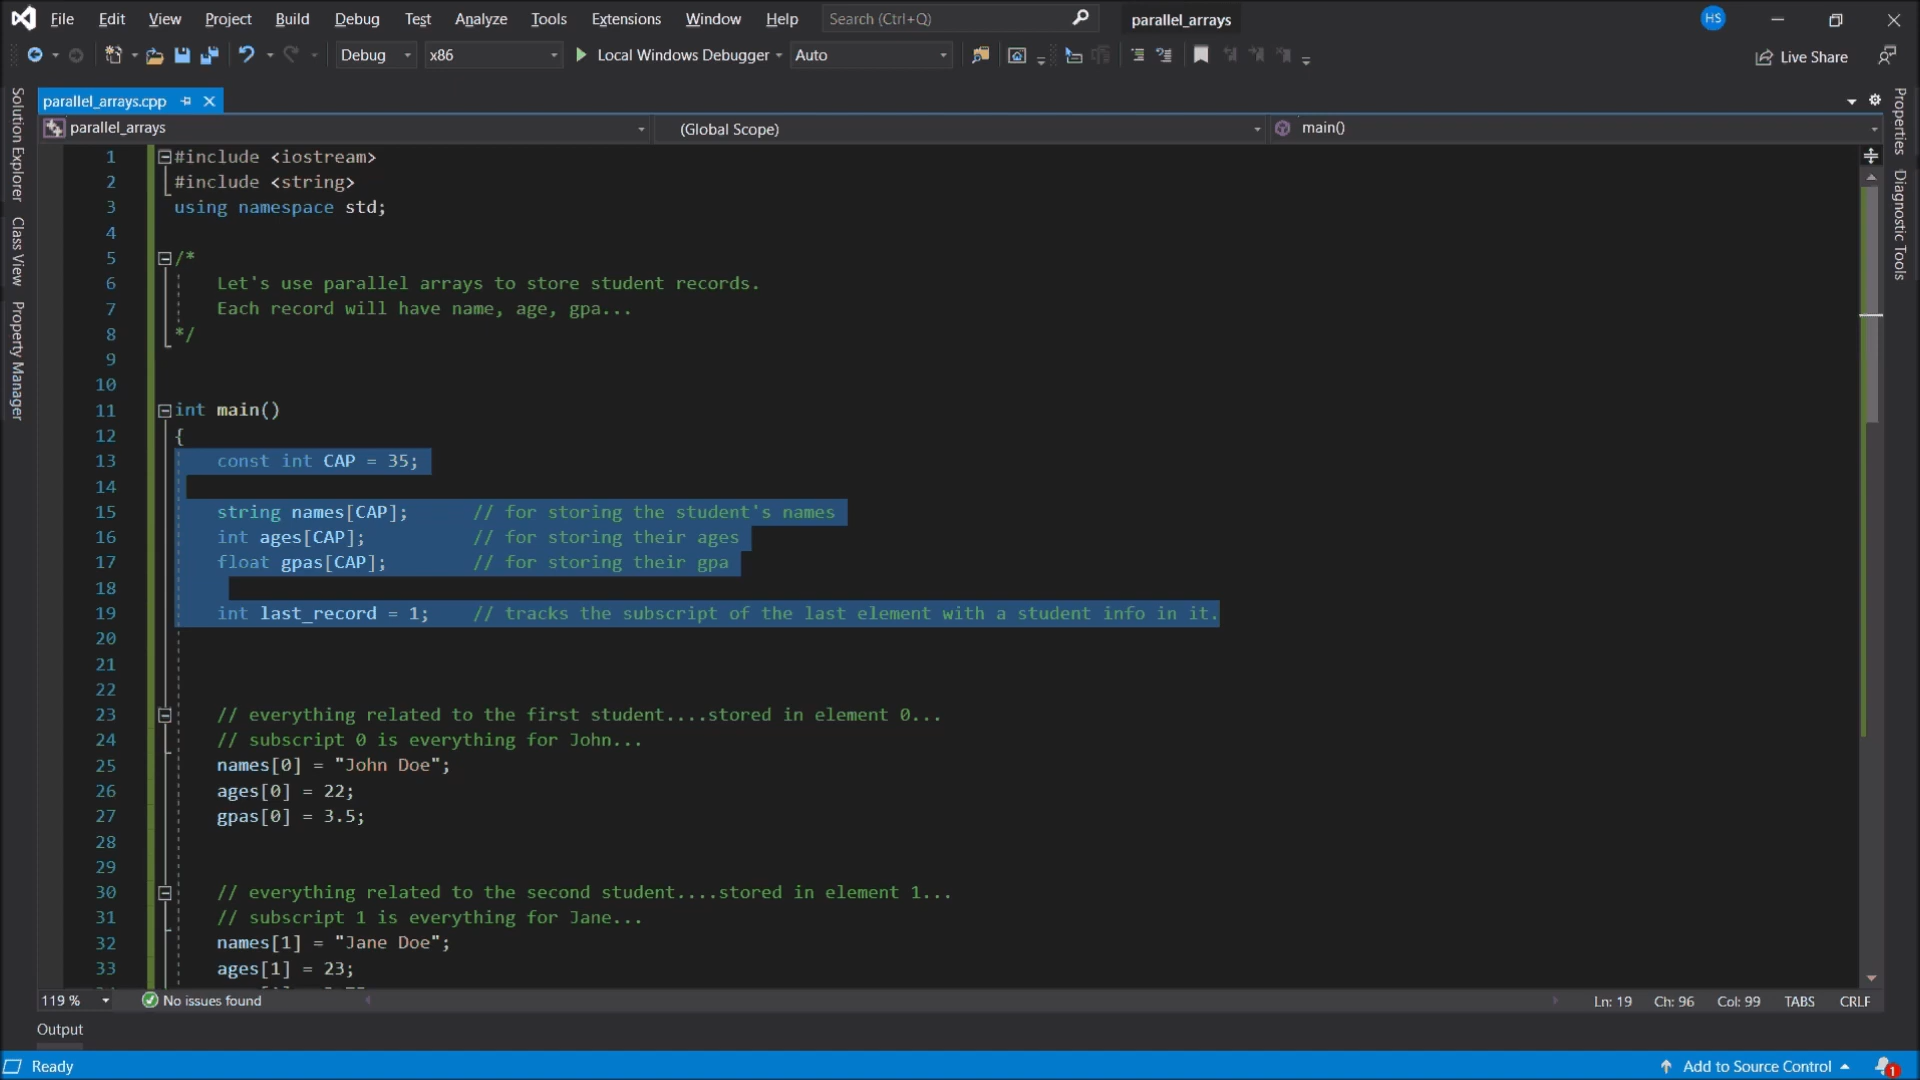 File Edit View Project Build Debug Test Analyze Tools Extensions Window Help Search (Ctrl+Q) parallel_arrays HS
Debug x86 Local Windows Debugger Auto Live Share
parallel_arrays.cpp
parallel_arrays (Global Scope) main()
Solution Explorer
Class View
Property Manager
Properties
Diagnostic Tools
1 #include <iostream>
2 #include <string>
3 using namespace std;
4
5 /*
6 Let's use parallel arrays to store student records.
7 Each record will have name, age, gpa...
8 */
9
10
11 int main()
12 {
13 const int CAP = 35;
14
15 string names[CAP]; // for storing the student's names
16 int ages[CAP]; // for storing their ages
17 float gpas[CAP]; // for storing their gpa
18
19 int last_record = 1; // tracks the subscript of the last element with a student info in it.
20
21
22
23 // everything related to the first student....stored in element 0...
24 // subscript 0 is everything for John...
25 names[0] = "John Doe";
26 ages[0] = 22;
27 gpas[0] = 3.5;
28
29
30 // everything related to the second student....stored in element 1...
31 // subscript 1 is everything for Jane...
32 names[1] = "Jane Doe";
33 ages[1] = 23;
119 % No issues found Ln: 19 Ch: 96 Col: 99 TABS CRLF
Output
Ready Add to Source Control 1